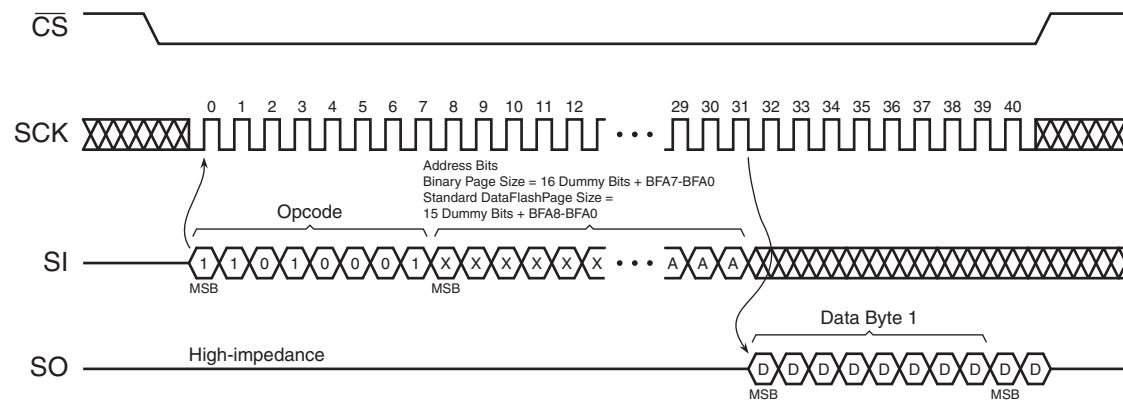 CS
0 1 2 3 4 5 6 7 8 9 10 11 12 29 30 31 32 33 34 35 36 37 38 39 40
SCK
Address Bits
Binary Page Size = 16 Dummy Bits + BFA7-BFA0
Standard DataFlashPage Size =
15 Dummy Bits + BFA8-BFA0
Opcode
SI 1 1 0 1 0 0 0 1 X X X X X X • • • A A A
MSB MSB
Data Byte 1
High-impedance
SO D D D D D D D D D D
MSB MSB